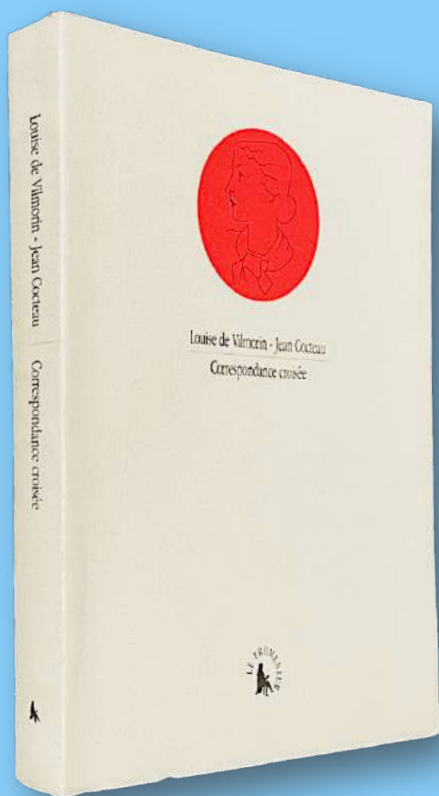 Louise de Vilmorin - Jean Cocteau
Correspondance croisée
Louise de Vilmorin - Jean Cocteau Correspondance croisée
LE PROMENEUR